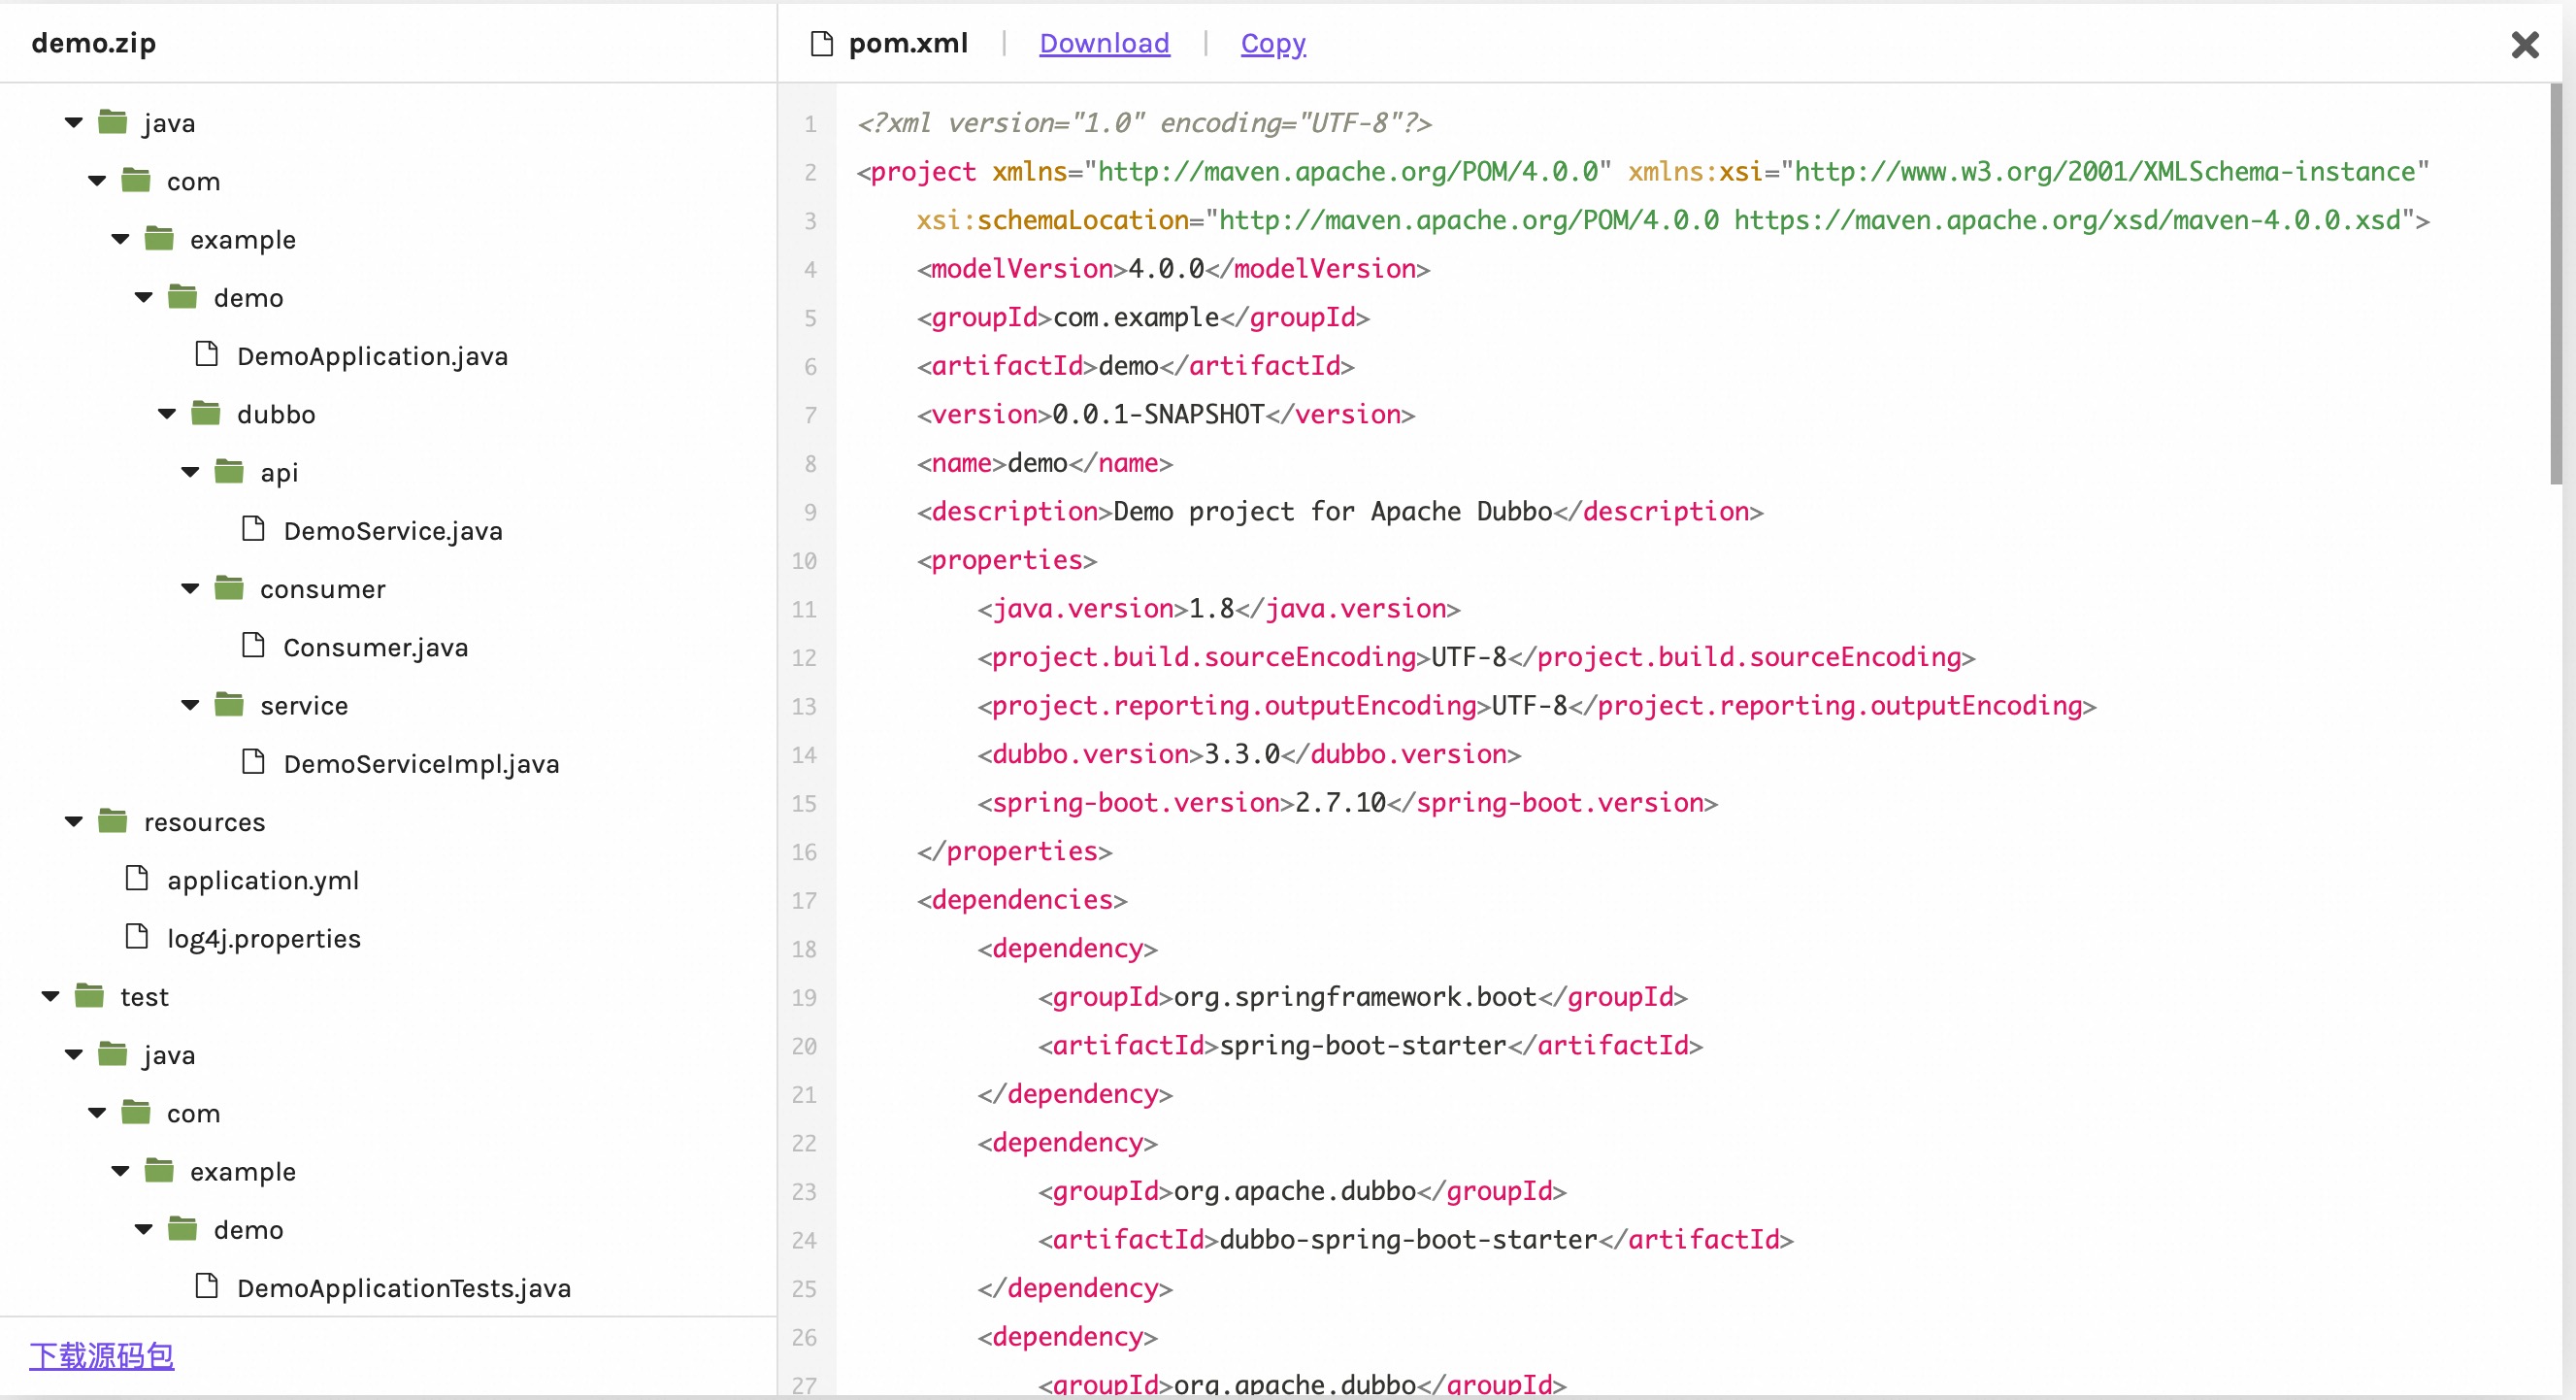 demo.zip
java
com
example
demo
DemoApplication.java
dubbo
api
DemoService.java
consumer
Consumer.java
service
DemoServiceImpl.java
resources
application.yml
log4j.properties
test
java
com
example
demo
DemoApplicationTests.java
下载源码包
pom.xml | Download | Copy
1 <?xml version="1.0" encoding="UTF-8"?>
2 <project xmlns="http://maven.apache.org/POM/4.0.0" xmlns:xsi="http://www.w3.org/2001/XMLSchema-instance"
3 xsi:schemaLocation="http://maven.apache.org/POM/4.0.0 https://maven.apache.org/xsd/maven-4.0.0.xsd">
4 <modelVersion>4.0.0</modelVersion>
5 <groupId>com.example</groupId>
6 <artifactId>demo</artifactId>
7 <version>0.0.1-SNAPSHOT</version>
8 <name>demo</name>
9 <description>Demo project for Apache Dubbo</description>
10 <properties>
11 <java.version>1.8</java.version>
12 <project.build.sourceEncoding>UTF-8</project.build.sourceEncoding>
13 <project.reporting.outputEncoding>UTF-8</project.reporting.outputEncoding>
14 <dubbo.version>3.3.0</dubbo.version>
15 <spring-boot.version>2.7.10</spring-boot.version>
16 </properties>
17 <dependencies>
18 <dependency>
19 <groupId>org.springframework.boot</groupId>
20 <artifactId>spring-boot-starter</artifactId>
21 </dependency>
22 <dependency>
23 <groupId>org.apache.dubbo</groupId>
24 <artifactId>dubbo-spring-boot-starter</artifactId>
25 </dependency>
26 <dependency>
27 <groupId>org.apache.dubbo</groupId>